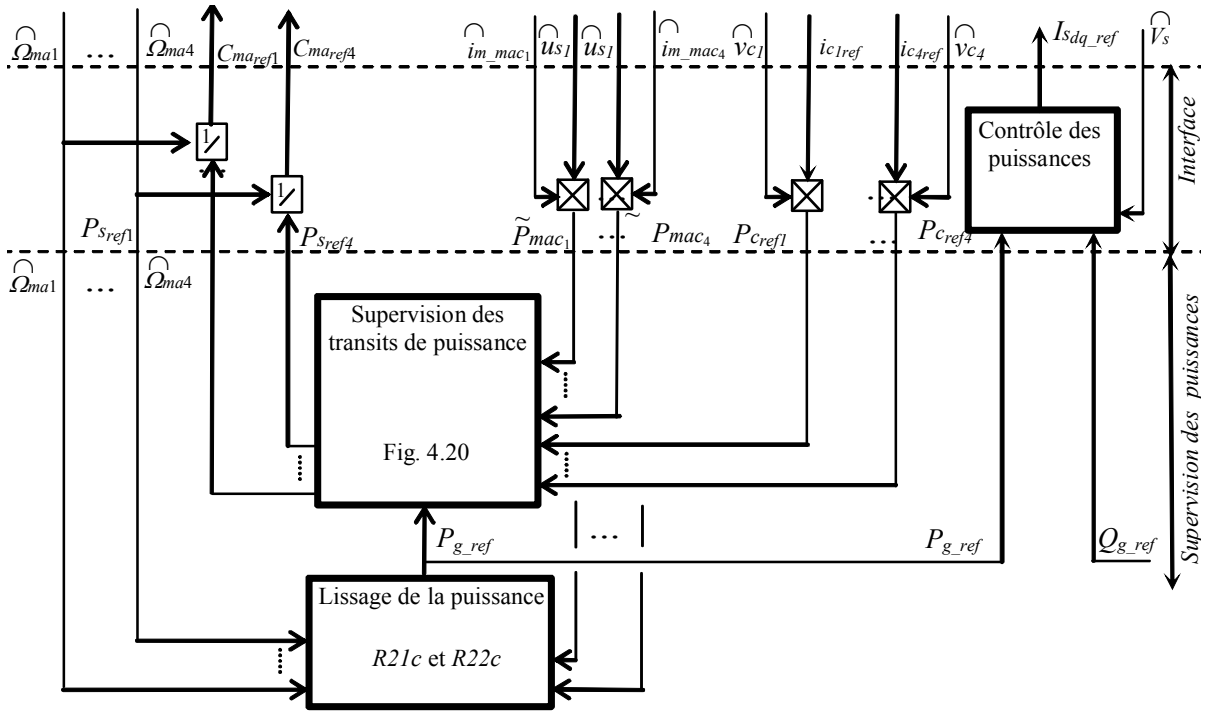 Ω̂ma1 ... Ω̂ma4 Cmaref1 Cmaref4 îm_mac1 ûs1 ûs1 îm_mac4 v̂c1 ic1ref ic4ref v̂c4 Isdq_ref V̂s
Contrôle des
puissances
Interface
1/
1/
...
Psref1 Psref4 P̃mac1 ... P̃mac4 Pcref1 ... Pcref4
Ω̂ma1 ... Ω̂ma4
Supervision des
transits de puissance
Fig. 4.20
Supervision des puissances
Pg_ref ... Pg_ref Qg_ref
Lissage de la puissance
R21c et R22c